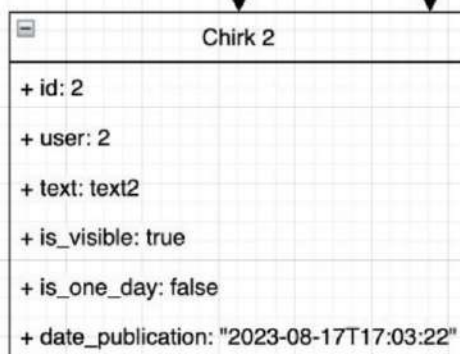 Chirk 2
+ id: 2
+ user: 2
+ text: text2
+ is_visible: true
+ is_one_day: false
+ date_publication: "2023-08-17T17:03:22"